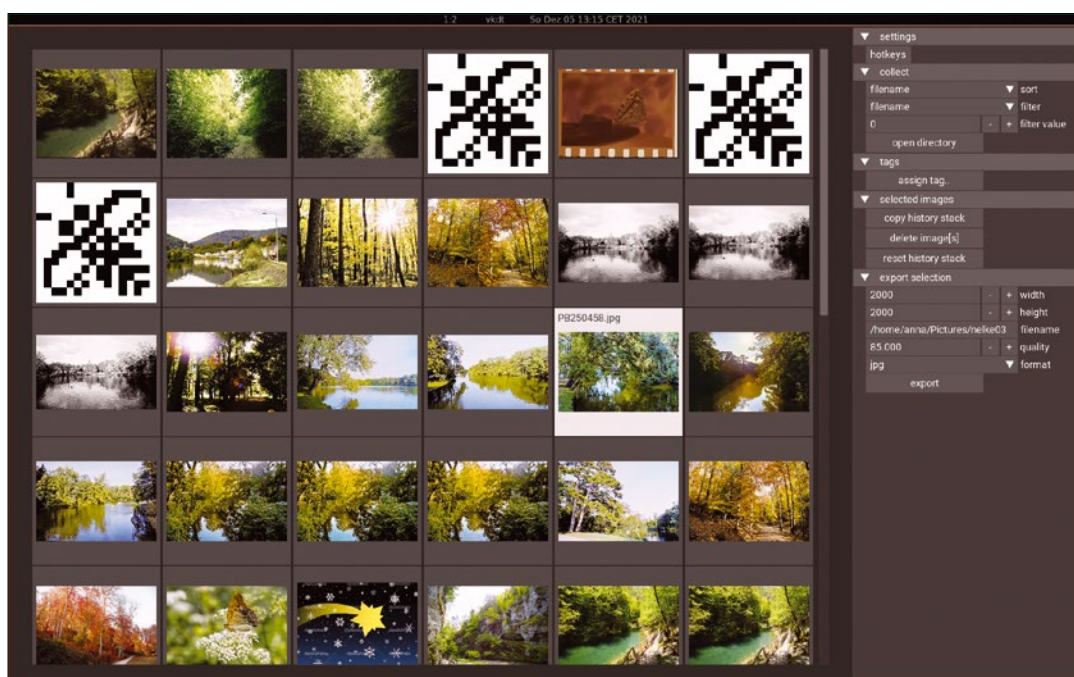 1:2 vkdt So Dez 05 13:15 CET 2021
settings
hotkeys
collect
filename sort
filename filter
0 - + filter value
open directory
tags
assign tag..
selected images
copy history stack
delete image[s]
reset history stack
export selection
2000 - + width
2000 - + height
/home/anna/Pictures/nelke03 filename
85.000 - + quality
jpg format
export
PB250458.jpg